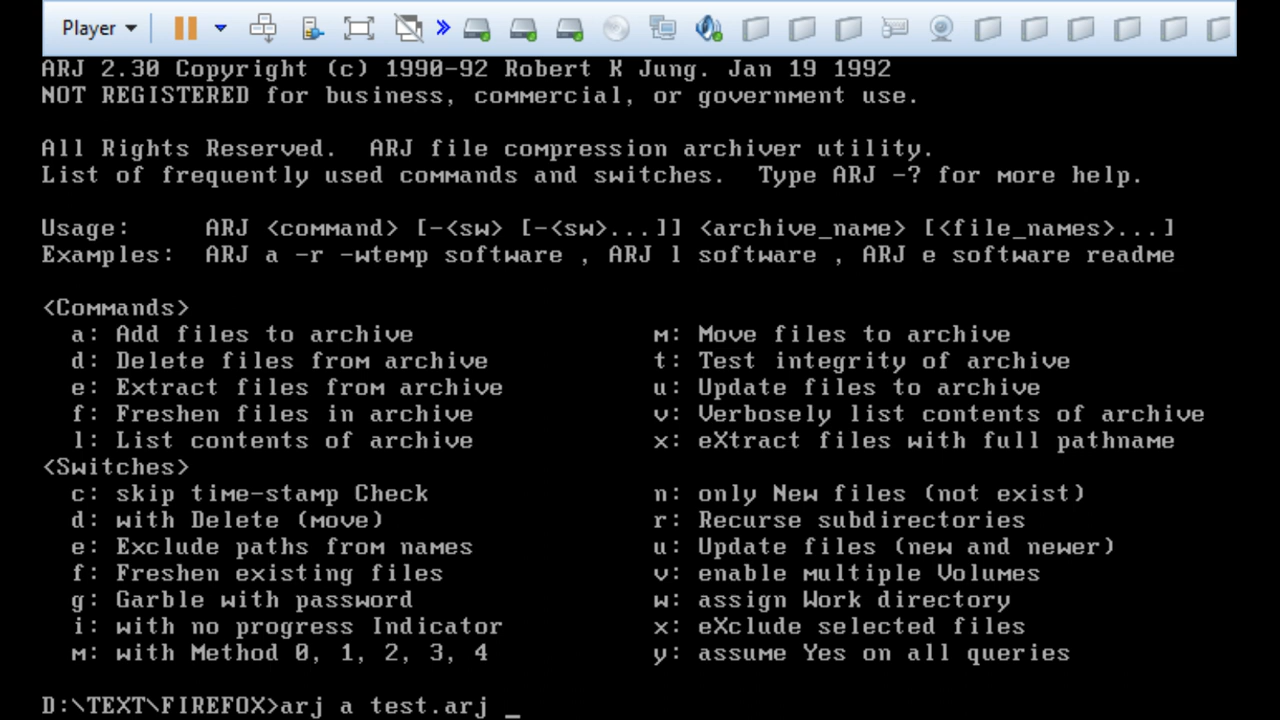 Player
ARJ 2.30 Copyright (c) 1990-92 Robert K Jung. Jan 19 1992
NOT REGISTERED for business, commercial, or government use.
All Rights Reserved.  ARJ file compression archiver utility.
List of frequently used commands and switches.  Type ARJ -? for more help.
Usage:     ARJ <command> [-<sw> [-<sw>...]] <archive_name> [<file_names>...]
Examples:  ARJ a -r -wtemp software , ARJ l software , ARJ e software readme
<Commands>
a: Add files to archive    m: Move files to archive
d: Delete files from archive    t: Test integrity of archive
e: Extract files from archive    u: Update files to archive
f: Freshen files in archive    v: Verbosely list contents of archive
l: List contents of archive    x: eXtract files with full pathname
<Switches>
c: skip time-stamp Check    n: only New files (not exist)
d: with Delete (move)    r: Recurse subdirectories
e: Exclude paths from names    u: Update files (new and newer)
f: Freshen existing files    v: enable multiple Volumes
g: Garble with password    w: assign Work directory
i: with no progress Indicator    x: eXclude selected files
m: with Method 0, 1, 2, 3, 4    y: assume Yes on all queries
D:\TEXT\FIREFOX>arj a test.arj _